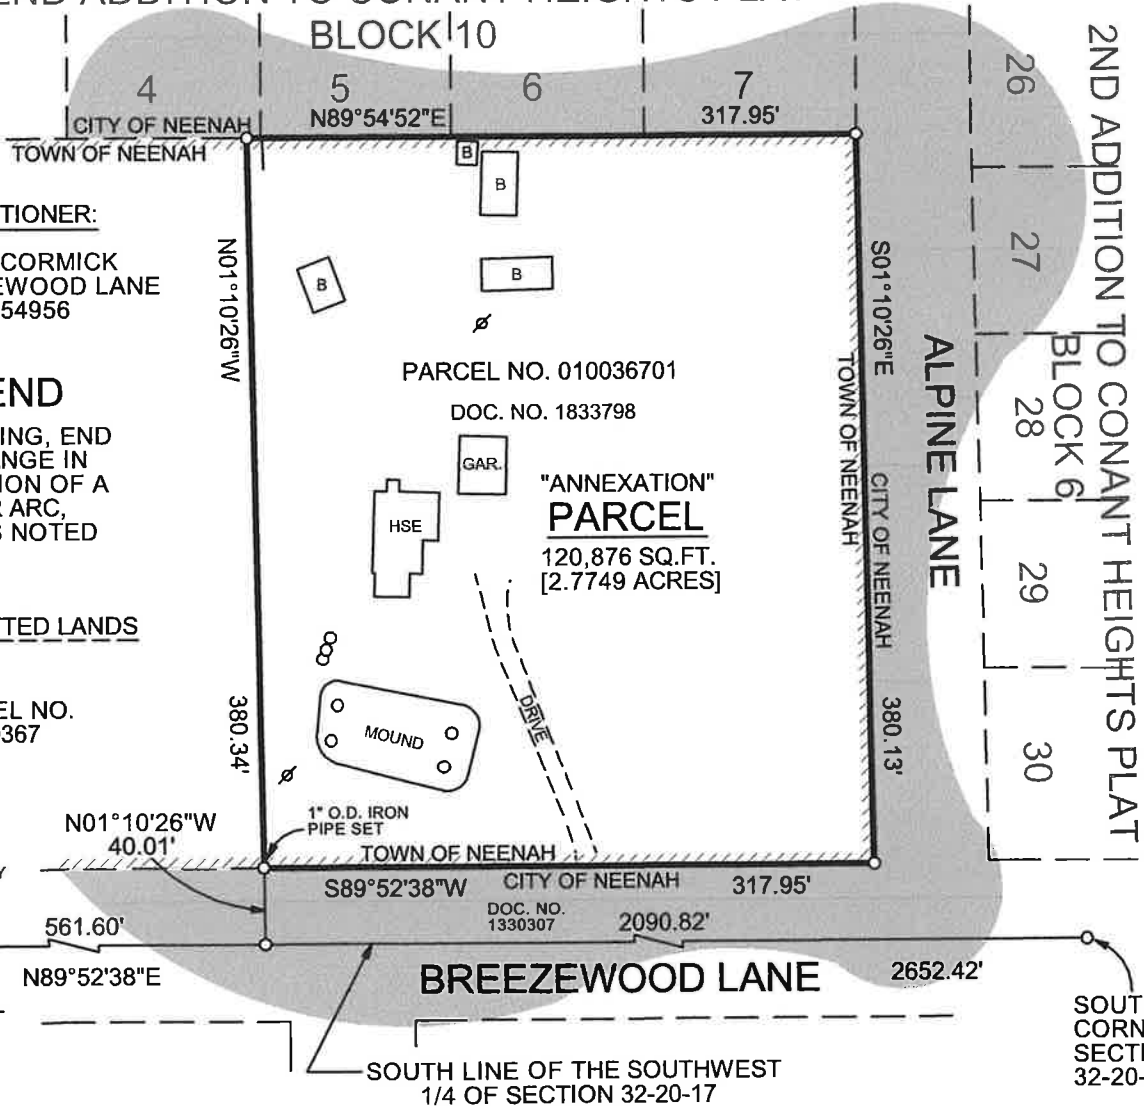 BLOCK 10
4
5
6
7
N89°54'52"E
317.95'
CITY OF NEENAH
TOWN OF NEENAH
TIONER:
CORMICK
EWOOD LANE
54956
END
ING, END
ANGE IN
ION OF A
R ARC,
S NOTED
TTED LANDS
EL NO.
0367
N01°10'26"W
380.34'
B
B
B
B
PARCEL NO. 010036701
DOC. NO. 1833798
GAR.
HSE
"ANNEXATION"
PARCEL
120,876 SQ.FT.
[2.7749 ACRES]
DRIVE
MOUND
1" O.D. IRON
PIPE SET
S01°10'26"E
TOWN OF NEENAH
CITY OF NEENAH
380.13'
ALPINE LANE
26
27
28
29
30
BLOCK 6
2ND ADDITION TO CONANT HEIGHTS PLAT
N01°10'26"W
40.01'
TOWN OF NEENAH
S89°52'38"W
CITY OF NEENAH
317.95'
DOC. NO.
1330307
561.60'
2090.82'
N89°52'38"E
BREEZEWOOD LANE
2652.42'
SOUTH LINE OF THE SOUTHWEST
1/4 OF SECTION 32-20-17
SOUT
CORN
SECTI
32-20-